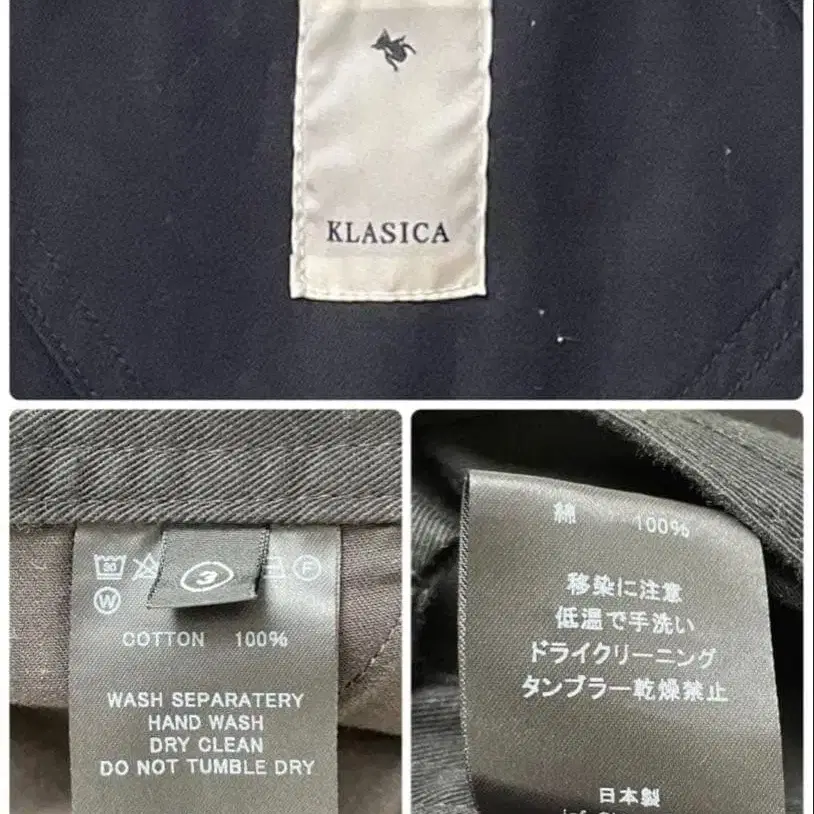 KLASICA
30
3
F
W
COTTON 100%
WASH SEPARATERY
HAND WASH
DRY CLEAN
DO NOT TUMBLE DRY
綿 100%
移染に注意
低温で手洗い
ドライクリーニング
タンブラー乾燥禁止
日本製